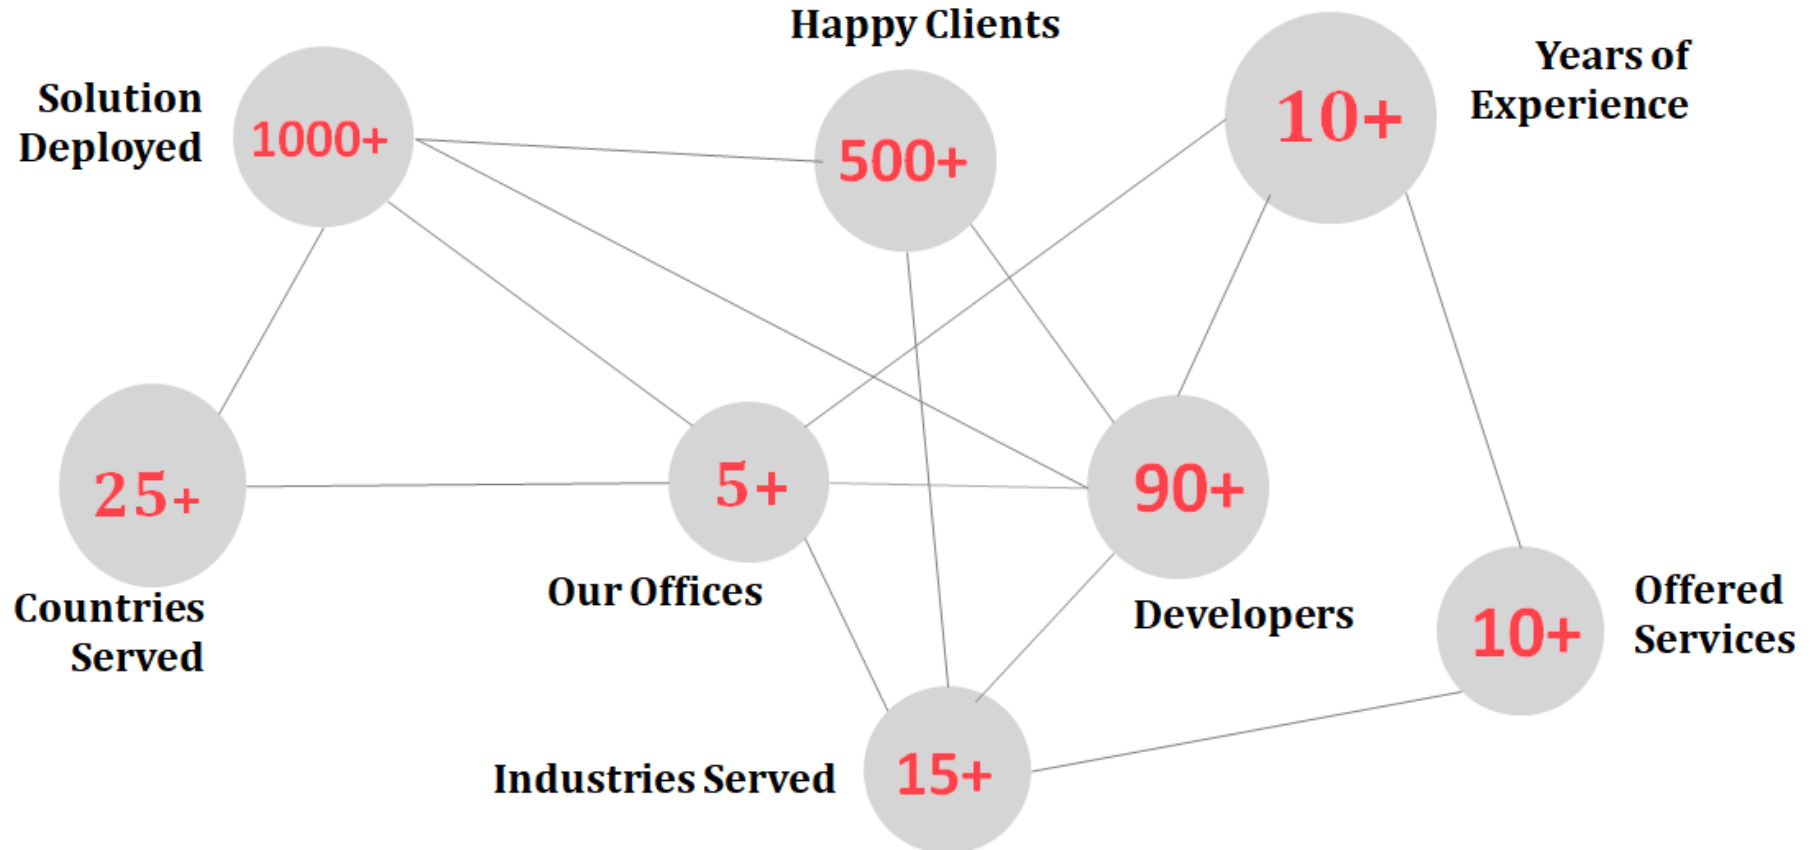 Happy Clients
Solution
Deployed
1000+
500+
10+
Years of
Experience
25+
Countries
Served
5+
Our Offices
90+
Developers
10+
Offered
Services
Industries Served
15+